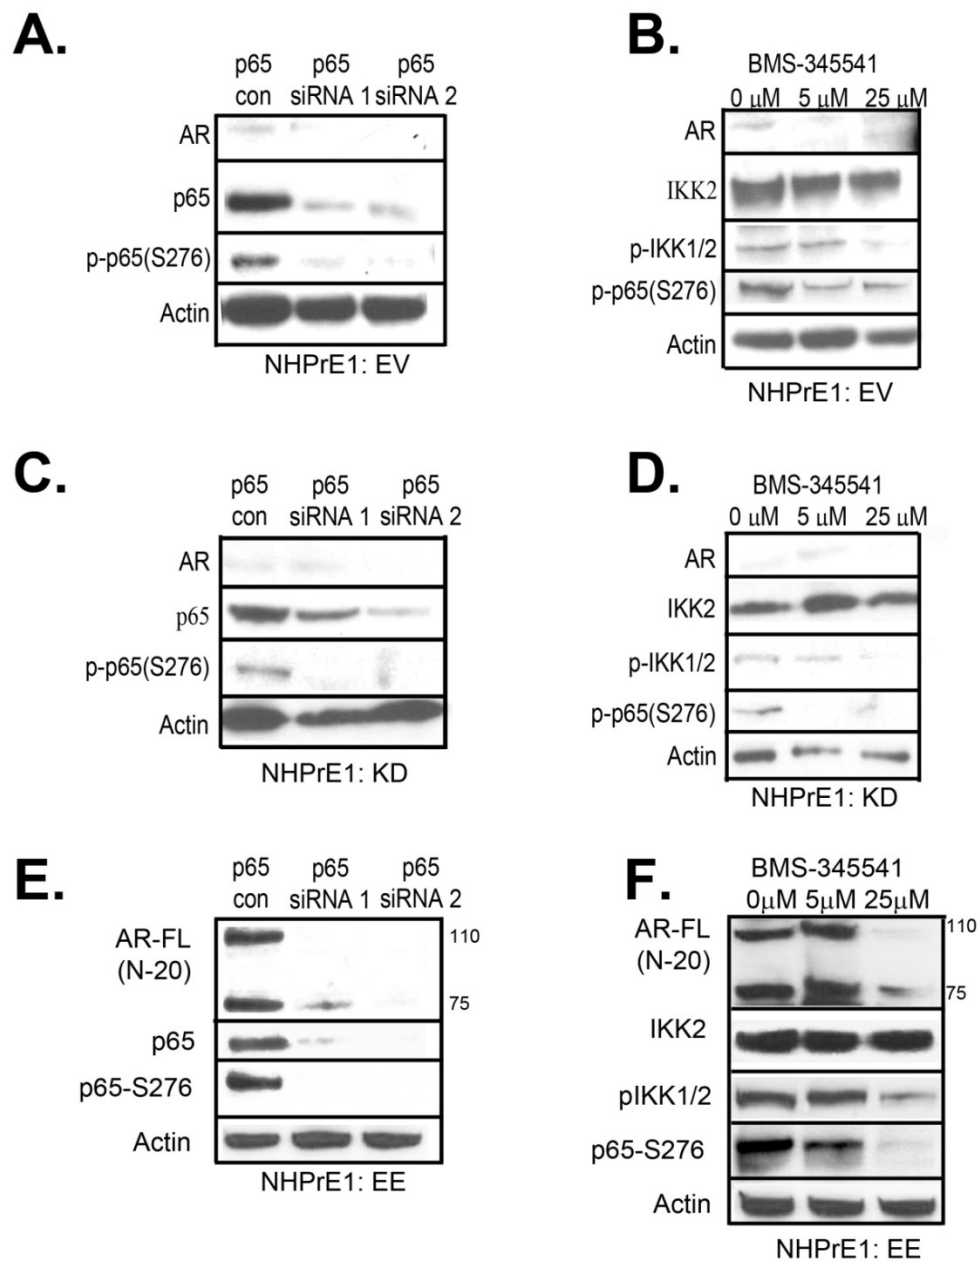 A.
p65 p65 p65
con siRNA 1 siRNA 2
AR
p65
p-p65(S276)
Actin
NHPrE1: EV
B.
BMS-345541
0 μM 5 μM 25 μM
AR
IKK2
p-IKK1/2
p-p65(S276)
Actin
NHPrE1: EV
C.
p65 p65 p65
con siRNA 1 siRNA 2
AR
p65
p-p65(S276)
Actin
NHPrE1: KD
D.
BMS-345541
0 μM 5 μM 25 μM
AR
IKK2
p-IKK1/2
p-p65(S276)
Actin
NHPrE1: KD
E.
p65 p65 p65
con siRNA 1 siRNA 2
AR-FL 110
(N-20)
75
p65
p65-S276
Actin
NHPrE1: EE
F.
BMS-345541
0μM 5μM 25μM
AR-FL 110
(N-20)
75
IKK2
pIKK1/2
p65-S276
Actin
NHPrE1: EE